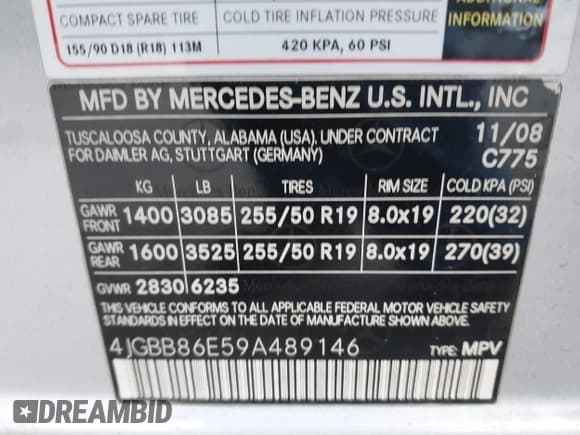 ADDITIONAL
INFORMATION
COMPACT SPARE TIRE
COLD TIRE INFLATION PRESSURE
155/90 D18 (R18) 113M
420 KPA, 60 PSI
MFD BY MERCEDES-BENZ U.S. INTL., INC
TUSCALOOSA COUNTY, ALABAMA (USA), UNDER CONTRACT 11/08
FOR DAIMLER AG, STUTTGART (GERMANY) C775
KG LB TIRES RIM SIZE COLD KPA (PSI)
GAWR FRONT 1400 3085 255/50 R19 8.0x19 220(32)
GAWR REAR 1600 3525 255/50 R19 8.0x19 270(39)
GVWR 2830 6235
THIS VEHICLE CONFORMS TO ALL APPLICABLE FEDERAL MOTOR VEHICLE SAFETY
STANDARDS IN EFFECT ON THE DATE OF MANUFACTURE SHOWN ABOVE.
4JGBB86E59A489146 TYPE: MPV
DREAMBID